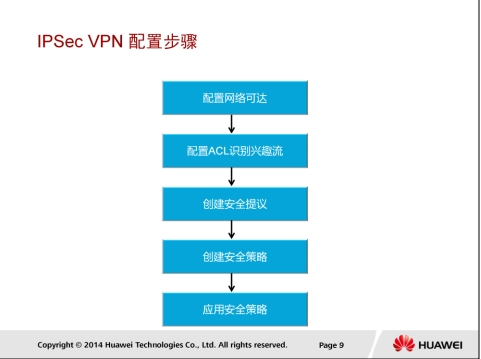 IPSec VPN 配置步骤
配置网络可达
配置ACL识别兴趣流
创建安全提议
创建安全策略
应用安全策略
Copyright © 2014 Huawei Technologies Co., Ltd. All rights reserved.
Page 9
HUAWEI